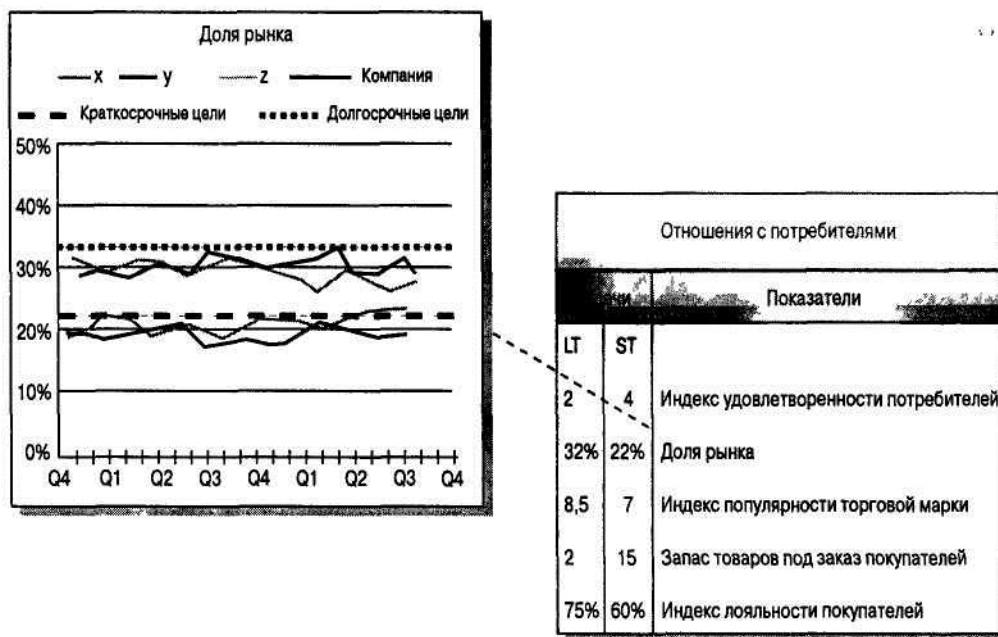 Доля рынка
x y z Компания
Краткосрочные цели Долгосрочные цели
50%
40%
30%
20%
10%
0%
Q4 Q1 Q2 Q3 Q4 Q1 Q2 Q3 Q4
Отношения с потребителями
Показатели
LT ST
2 4 Индекс удовлетворенности потребителей
32% 22% Доля рынка
8,5 7 Индекс популярности торговой марки
2 15 Запас товаров под заказ покупателей
75% 60% Индекс лояльности покупателей